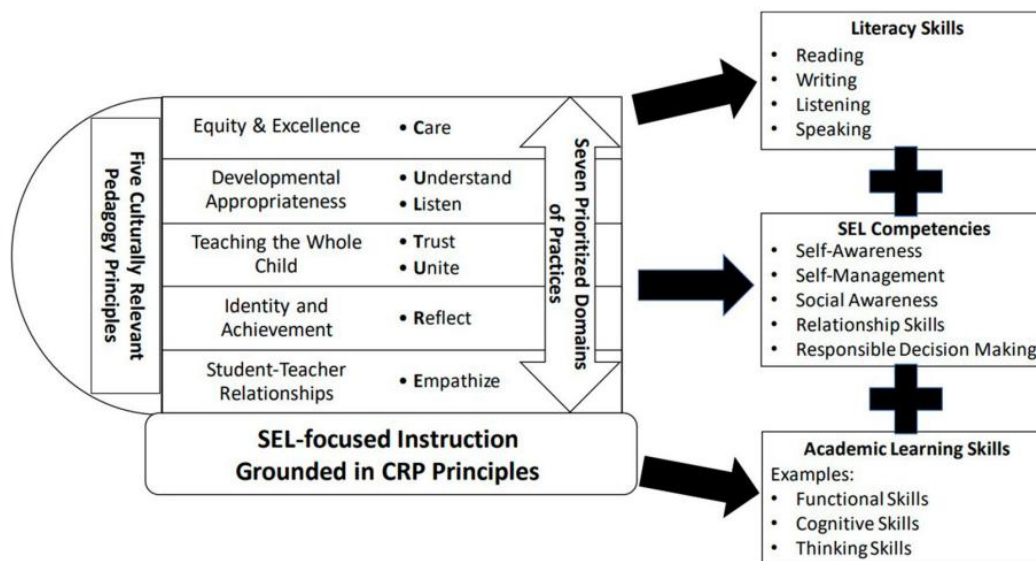 Five Culturally Relevant
Pedagogy Principles
Equity & Excellence
• Care
Developmental
Appropriateness
• Understand
• Listen
Teaching the Whole
Child
• Trust
• Unite
Identity and
Achievement
• Reflect
Student-Teacher
Relationships
• Empathize
Seven Prioritized Domains
of Practices
SEL-focused Instruction
Grounded in CRP Principles
Literacy Skills
• Reading
• Writing
• Listening
• Speaking
SEL Competencies
• Self-Awareness
• Self-Management
• Social Awareness
• Relationship Skills
• Responsible Decision Making
Academic Learning Skills
Examples:
• Functional Skills
• Cognitive Skills
• Thinking Skills